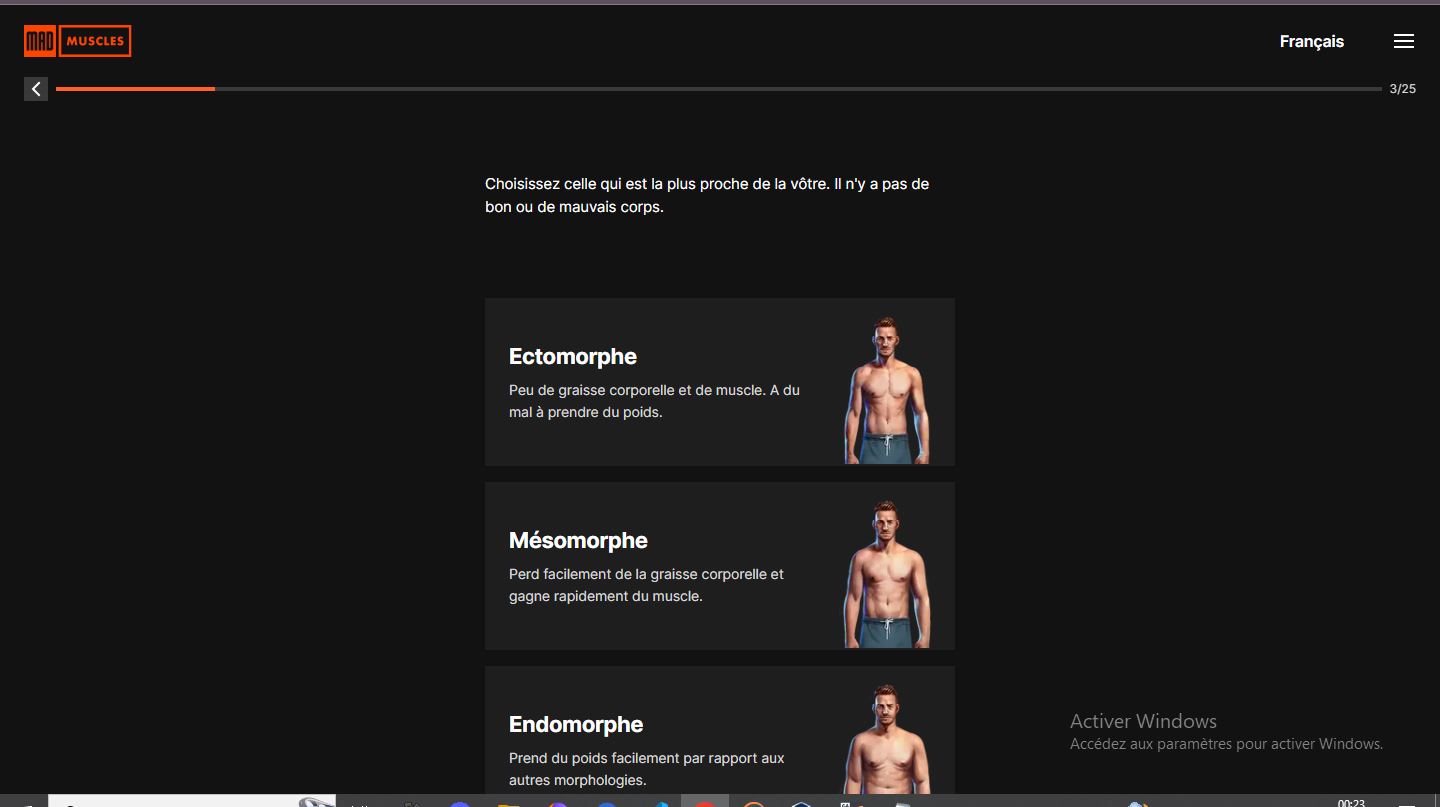 MAD MUSCLES
Français
3/25
Choisissez celle qui est la plus proche de la vôtre. Il n'y a pas de
bon ou de mauvais corps.
Ectomorphe
Peu de graisse corporelle et de muscle. A du
mal à prendre du poids.
Mésomorphe
Perd facilement de la graisse corporelle et
gagne rapidement du muscle.
Endomorphe
Prend du poids facilement par rapport aux
autres morphologies.
Activer Windows
Accédez aux paramètres pour activer Windows.
00:23